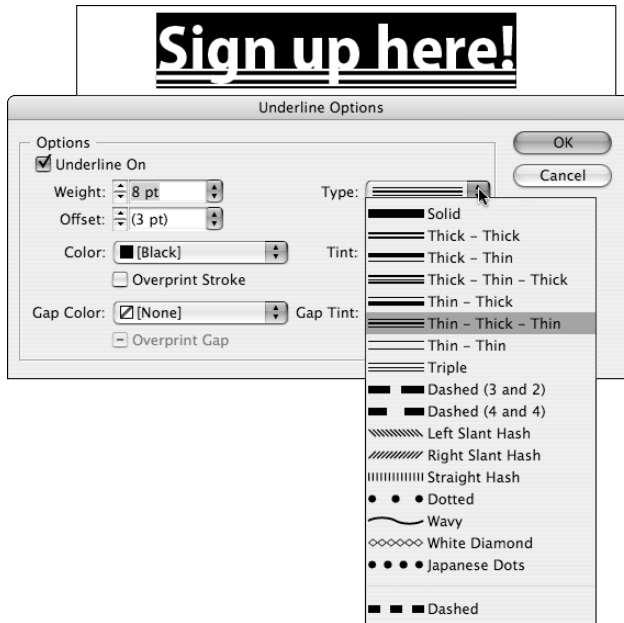 Sign up here!
Underline Options
Options
Underline On
OK
Cancel
Weight: 8 pt
Type:
Offset: (3 pt)
Color: [Black]
Tint:
Overprint Stroke
Gap Color: [None]
Gap Tint:
Overprint Gap
Solid
Thick - Thick
Thick - Thin
Thick - Thin - Thick
Thin - Thick
Thin - Thick - Thin
Thin - Thin
Triple
Dashed (3 and 2)
Dashed (4 and 4)
Left Slant Hash
Right Slant Hash
Straight Hash
Dotted
Wavy
White Diamond
Japanese Dots
Dashed